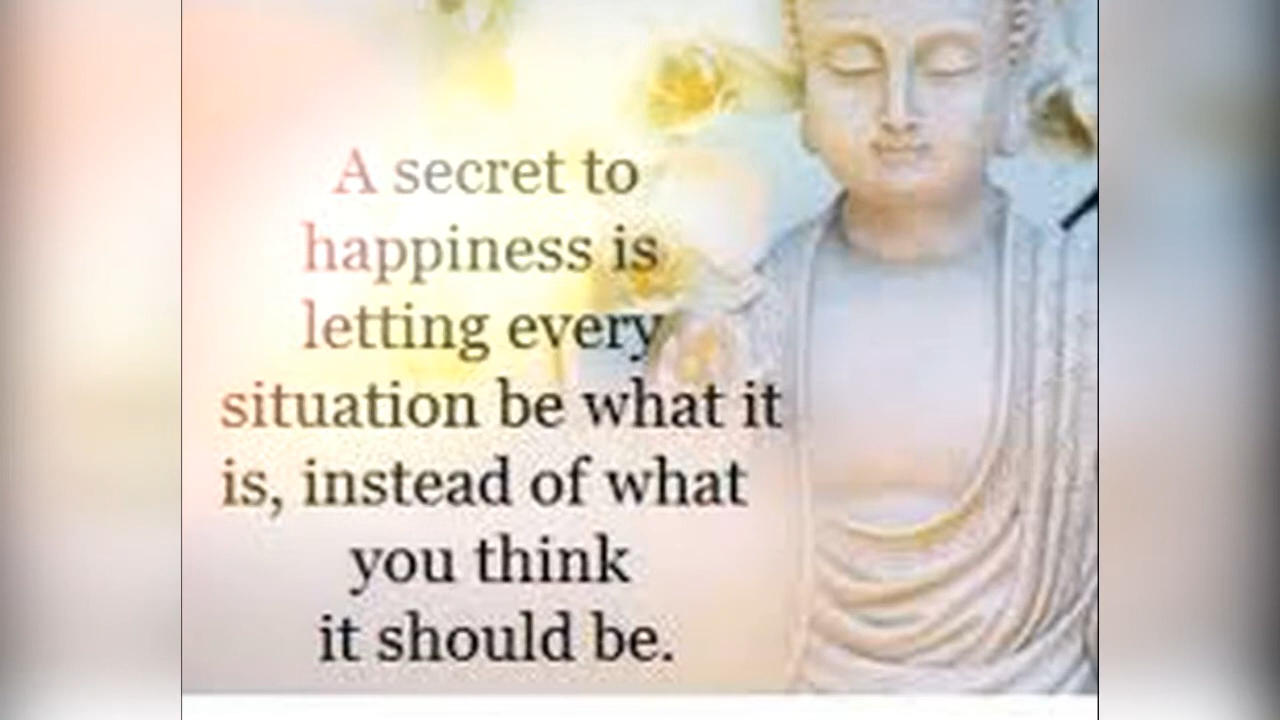 A secret to
happiness is
letting every
situation be what it
is, instead of what
you think
it should be.